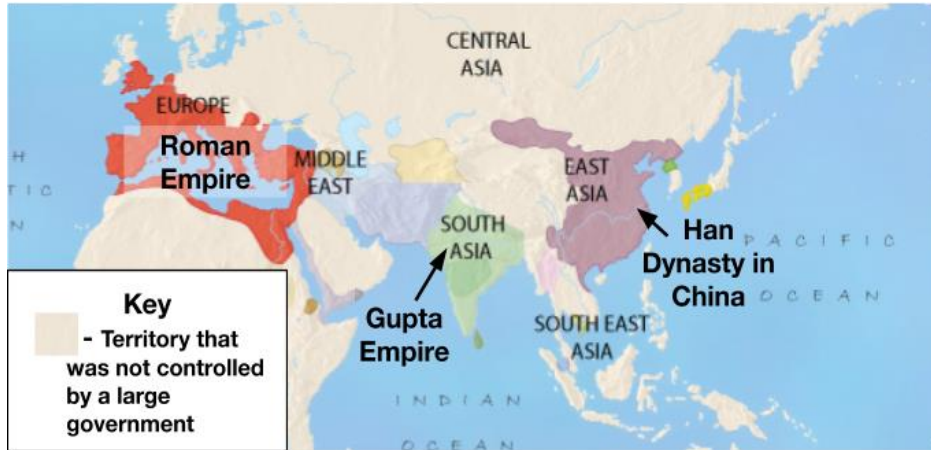 CENTRAL
ASIA
EUROPE
Roman
Empire
MIDDLE
EAST
EAST
ASIA
SOUTH
ASIA
Han
Dynasty in
China
PACIFIC
OCEAN
H
TIC
N
Gupta
Empire
SOUTH EAST
ASIA
INDIAN
OCEAN
Key
- Territory that
was not controlled
by a large
government